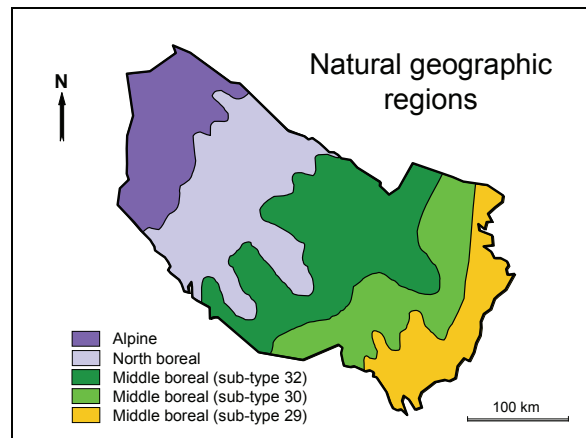 Natural geographic
regions
N
Alpine
North boreal
Middle boreal (sub-type 32)
Middle boreal (sub-type 30)
Middle boreal (sub-type 29)
100 km